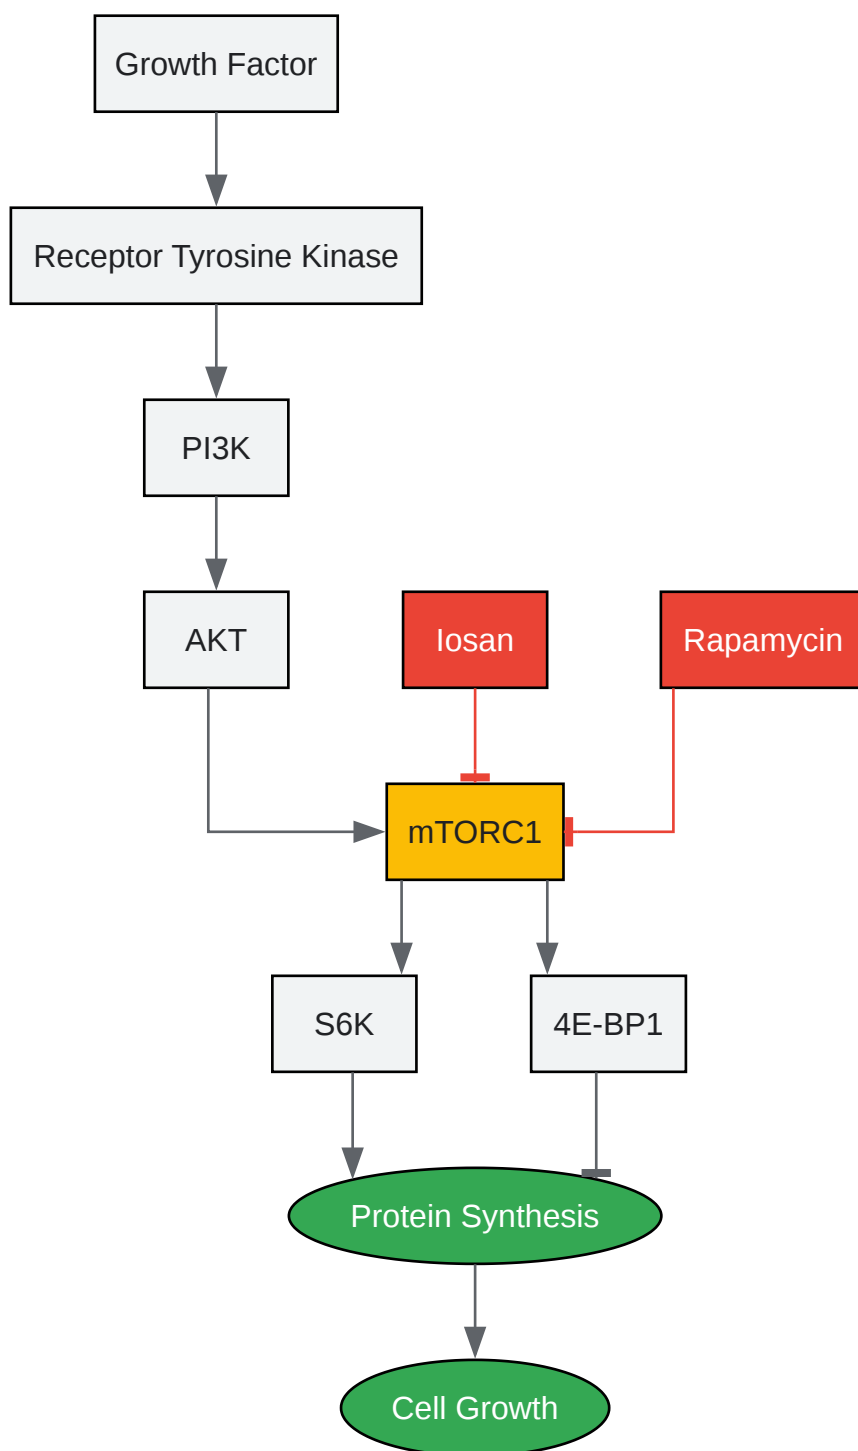 Growth Factor
Receptor Tyrosine Kinase
PI3K
AKT
Iosan
Rapamycin
mTORC1
S6K
4E-BP1
Protein Synthesis
Cell Growth